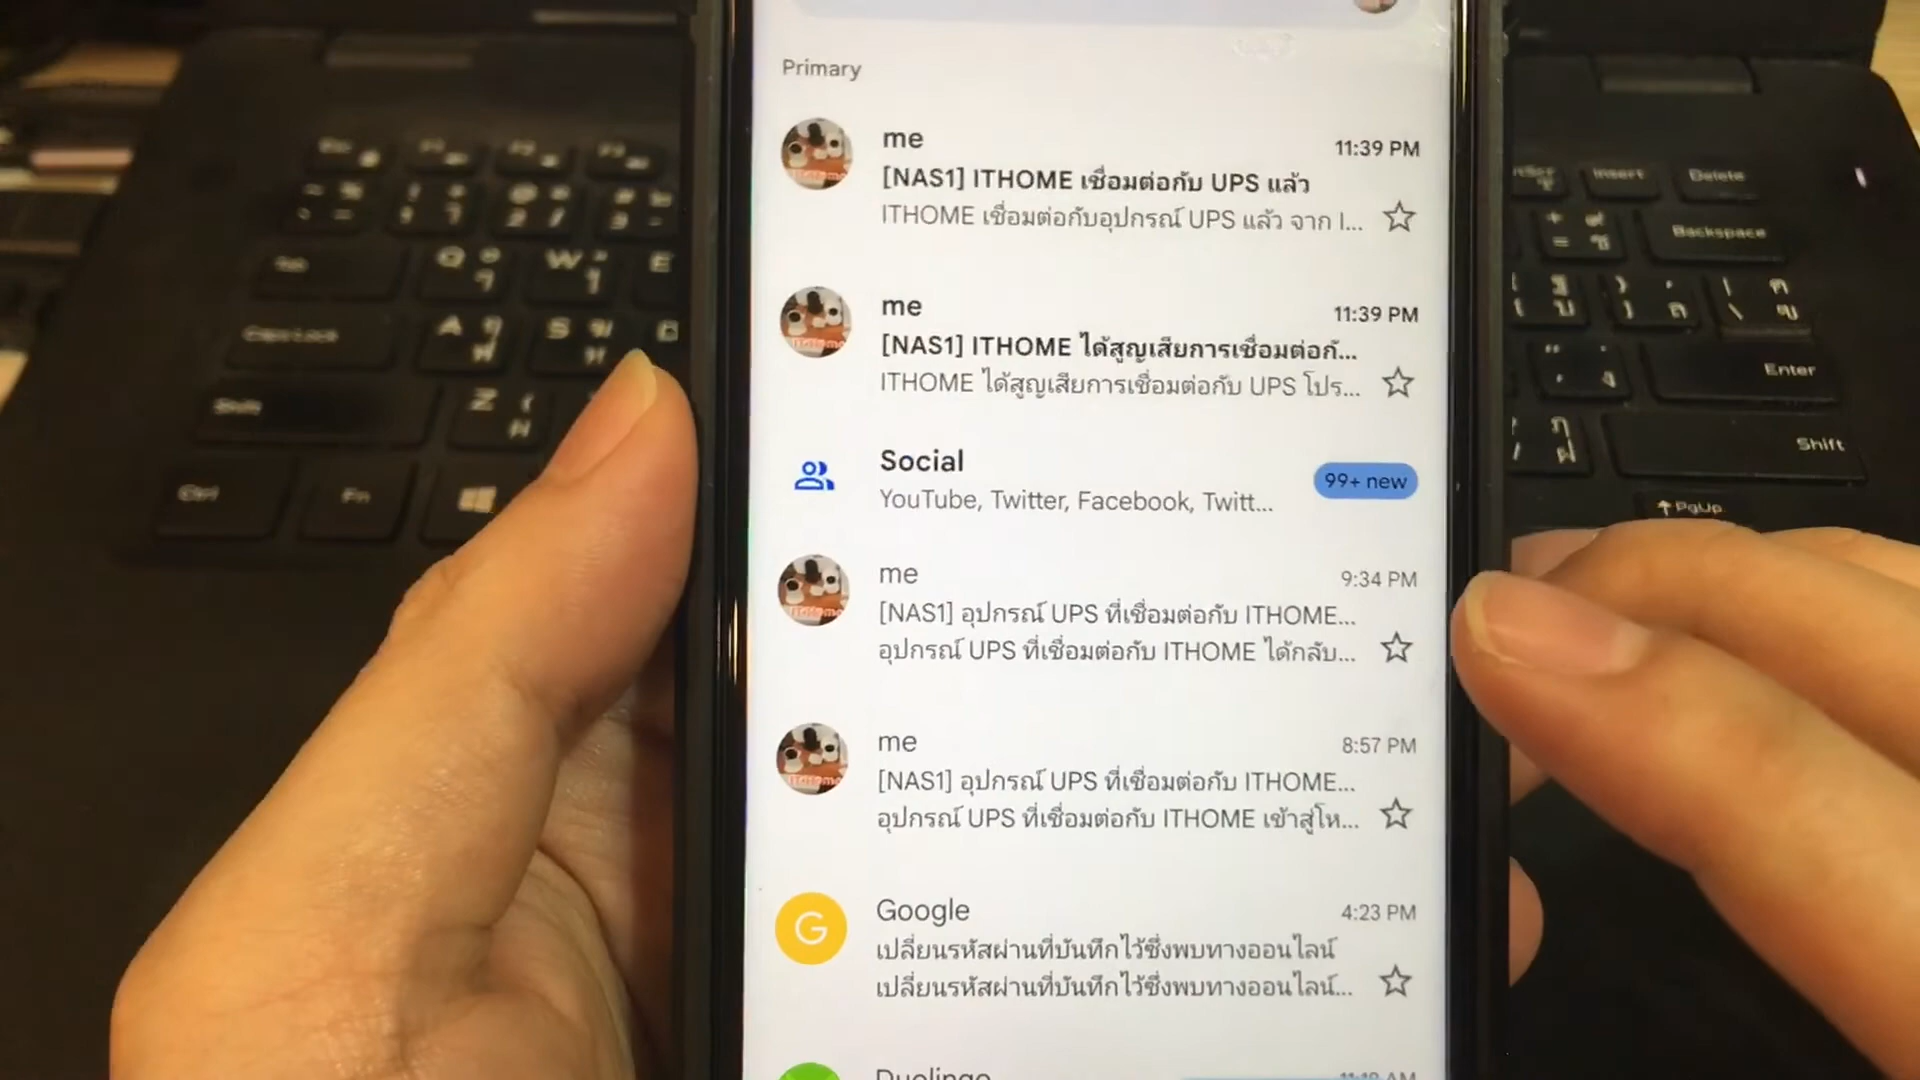 Primary
me
11:39 PM
[NAS1] ITHOME เชื่อมต่อกับ UPS แล้ว
ITHOME เชื่อมต่อกับอุปกรณ์ UPS แล้ว จาก I...
me
11:39 PM
[NAS1] ITHOME ได้สูญเสียการเชื่อมต่อกั...
ITHOME ได้สูญเสียการเชื่อมต่อกับ UPS โปร...
Social
99+ new
YouTube, Twitter, Facebook, Twitt...
me
9:34 PM
[NAS1] อุปกรณ์ UPS ที่เชื่อมต่อกับ ITHOME...
อุปกรณ์ UPS ที่เชื่อมต่อกับ ITHOME ได้กลับ...
me
8:57 PM
[NAS1] อุปกรณ์ UPS ที่เชื่อมต่อกับ ITHOME...
อุปกรณ์ UPS ที่เชื่อมต่อกับ ITHOME เข้าสู่โห...
G
Google
4:23 PM
เปลี่ยนรหัสผ่านที่บันทึกไว้ซึ่งพบทางออนไลน์
เปลี่ยนรหัสผ่านที่บันทึกไว้ซึ่งพบทางออนไลน์...
Duolingo
Insert
Delete
Backspace
Enter
Shift
PgUp
Caps Lock
Shift
Ctrl
Fn
Q
W
E
A
S
Z